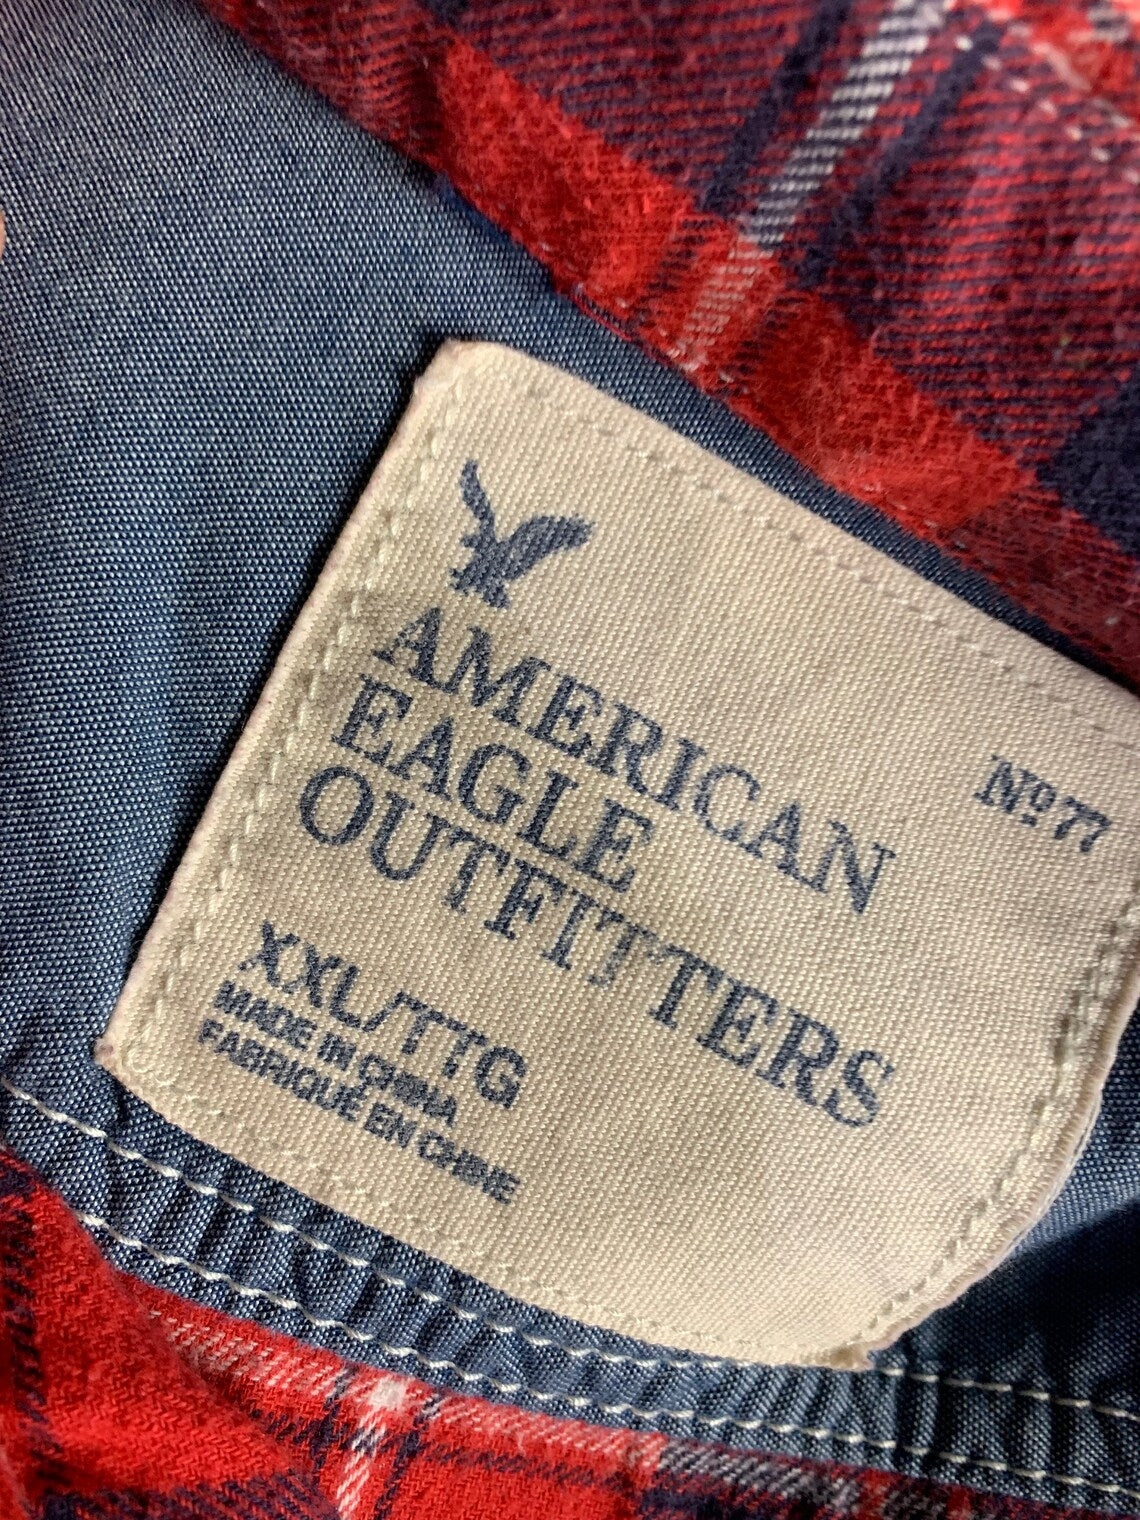 AMERICAN
EAGLE
OUTFITTERS
Nº77
XXL/TTG
MADE IN CHINA
FABRIQUÉ EN CHINE